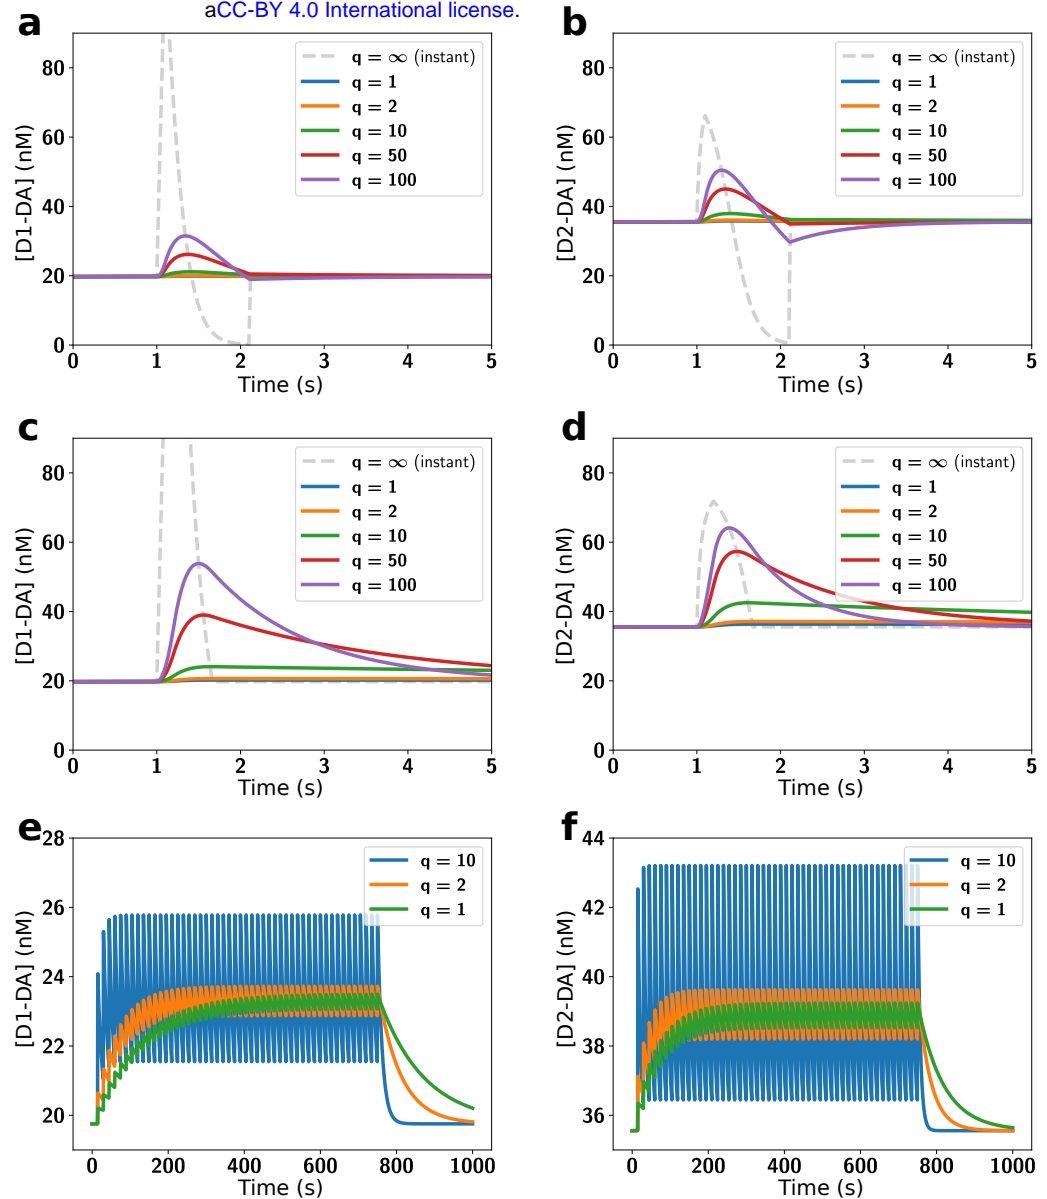 aCC-BY 4.0 International license.
a
[D1-DA] (nM)
80
60
40
20
0
0 1 2 3 4 5
Time (s)
q = ∞ (instant)
q = 1
q = 2
q = 10
q = 50
q = 100
b
[D2-DA] (nM)
80
60
40
20
0
0 1 2 3 4 5
Time (s)
q = ∞ (instant)
q = 1
q = 2
q = 10
q = 50
q = 100
c
[D1-DA] (nM)
80
60
40
20
0
0 1 2 3 4 5
Time (s)
q = ∞ (instant)
q = 1
q = 2
q = 10
q = 50
q = 100
d
[D2-DA] (nM)
80
60
40
20
0
0 1 2 3 4 5
Time (s)
q = ∞ (instant)
q = 1
q = 2
q = 10
q = 50
q = 100
e
[D1-DA] (nM)
28
26
24
22
20
0 200 400 600 800 1000
Time (s)
q = 10
q = 2
q = 1
f
[D2-DA] (nM)
44
42
40
38
36
0 200 400 600 800 1000
Time (s)
q = 10
q = 2
q = 1